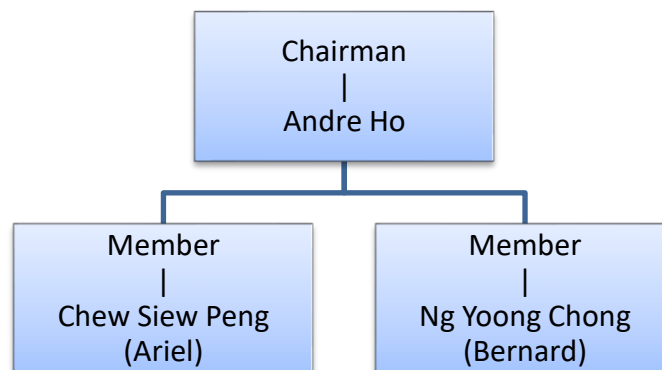 Chairman
|
Andre Ho
Member
|
Chew Siew Peng
(Ariel)
Member
|
Ng Yoong Chong
(Bernard)